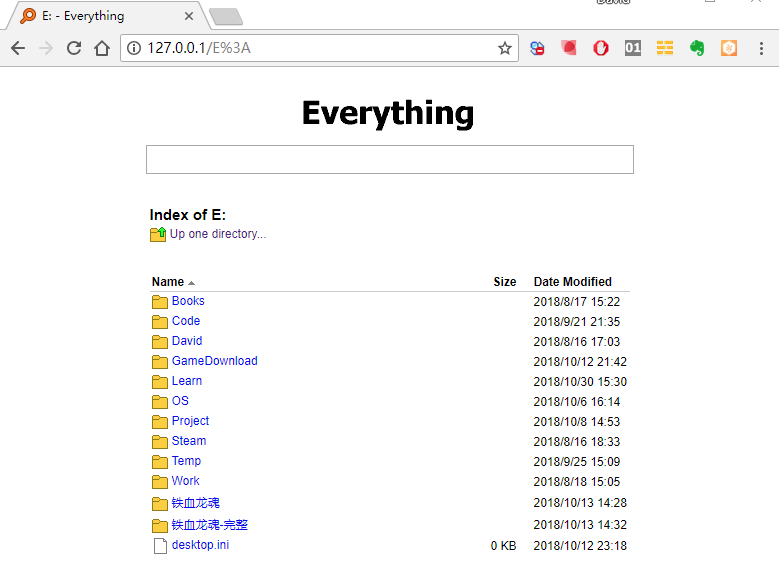 David
E: - Everything
127.0.0.1/E%3A
01
Everything
Index of E:
Up one directory...
Name Size Date Modified
Books 2018/8/17 15:22
Code 2018/9/21 21:35
David 2018/8/16 17:03
GameDownload 2018/10/12 21:42
Learn 2018/10/30 15:30
OS 2018/10/6 16:14
Project 2018/10/8 14:53
Steam 2018/8/16 18:33
Temp 2018/9/25 15:09
Work 2018/8/18 15:05
铁血龙魂 2018/10/13 14:28
铁血龙魂-完整 2018/10/13 14:32
desktop.ini 0 KB 2018/10/12 23:18